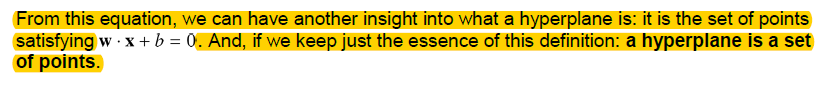 From this equation, we can have another insight into what a hyperplane is: it is the set of points
satisfying w · x + b = 0. And, if we keep just the essence of this definition: a hyperplane is a set
of points.